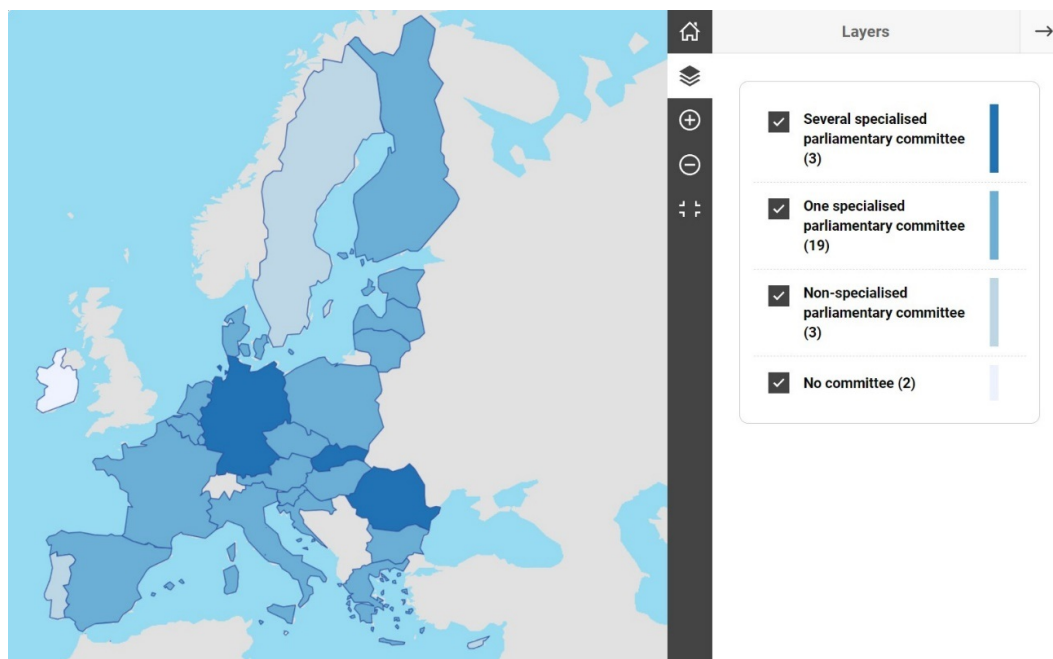 Layers
Several specialised
parliamentary committee
(3)
One specialised
parliamentary committee
(19)
Non-specialised
parliamentary committee
(3)
No committee (2)